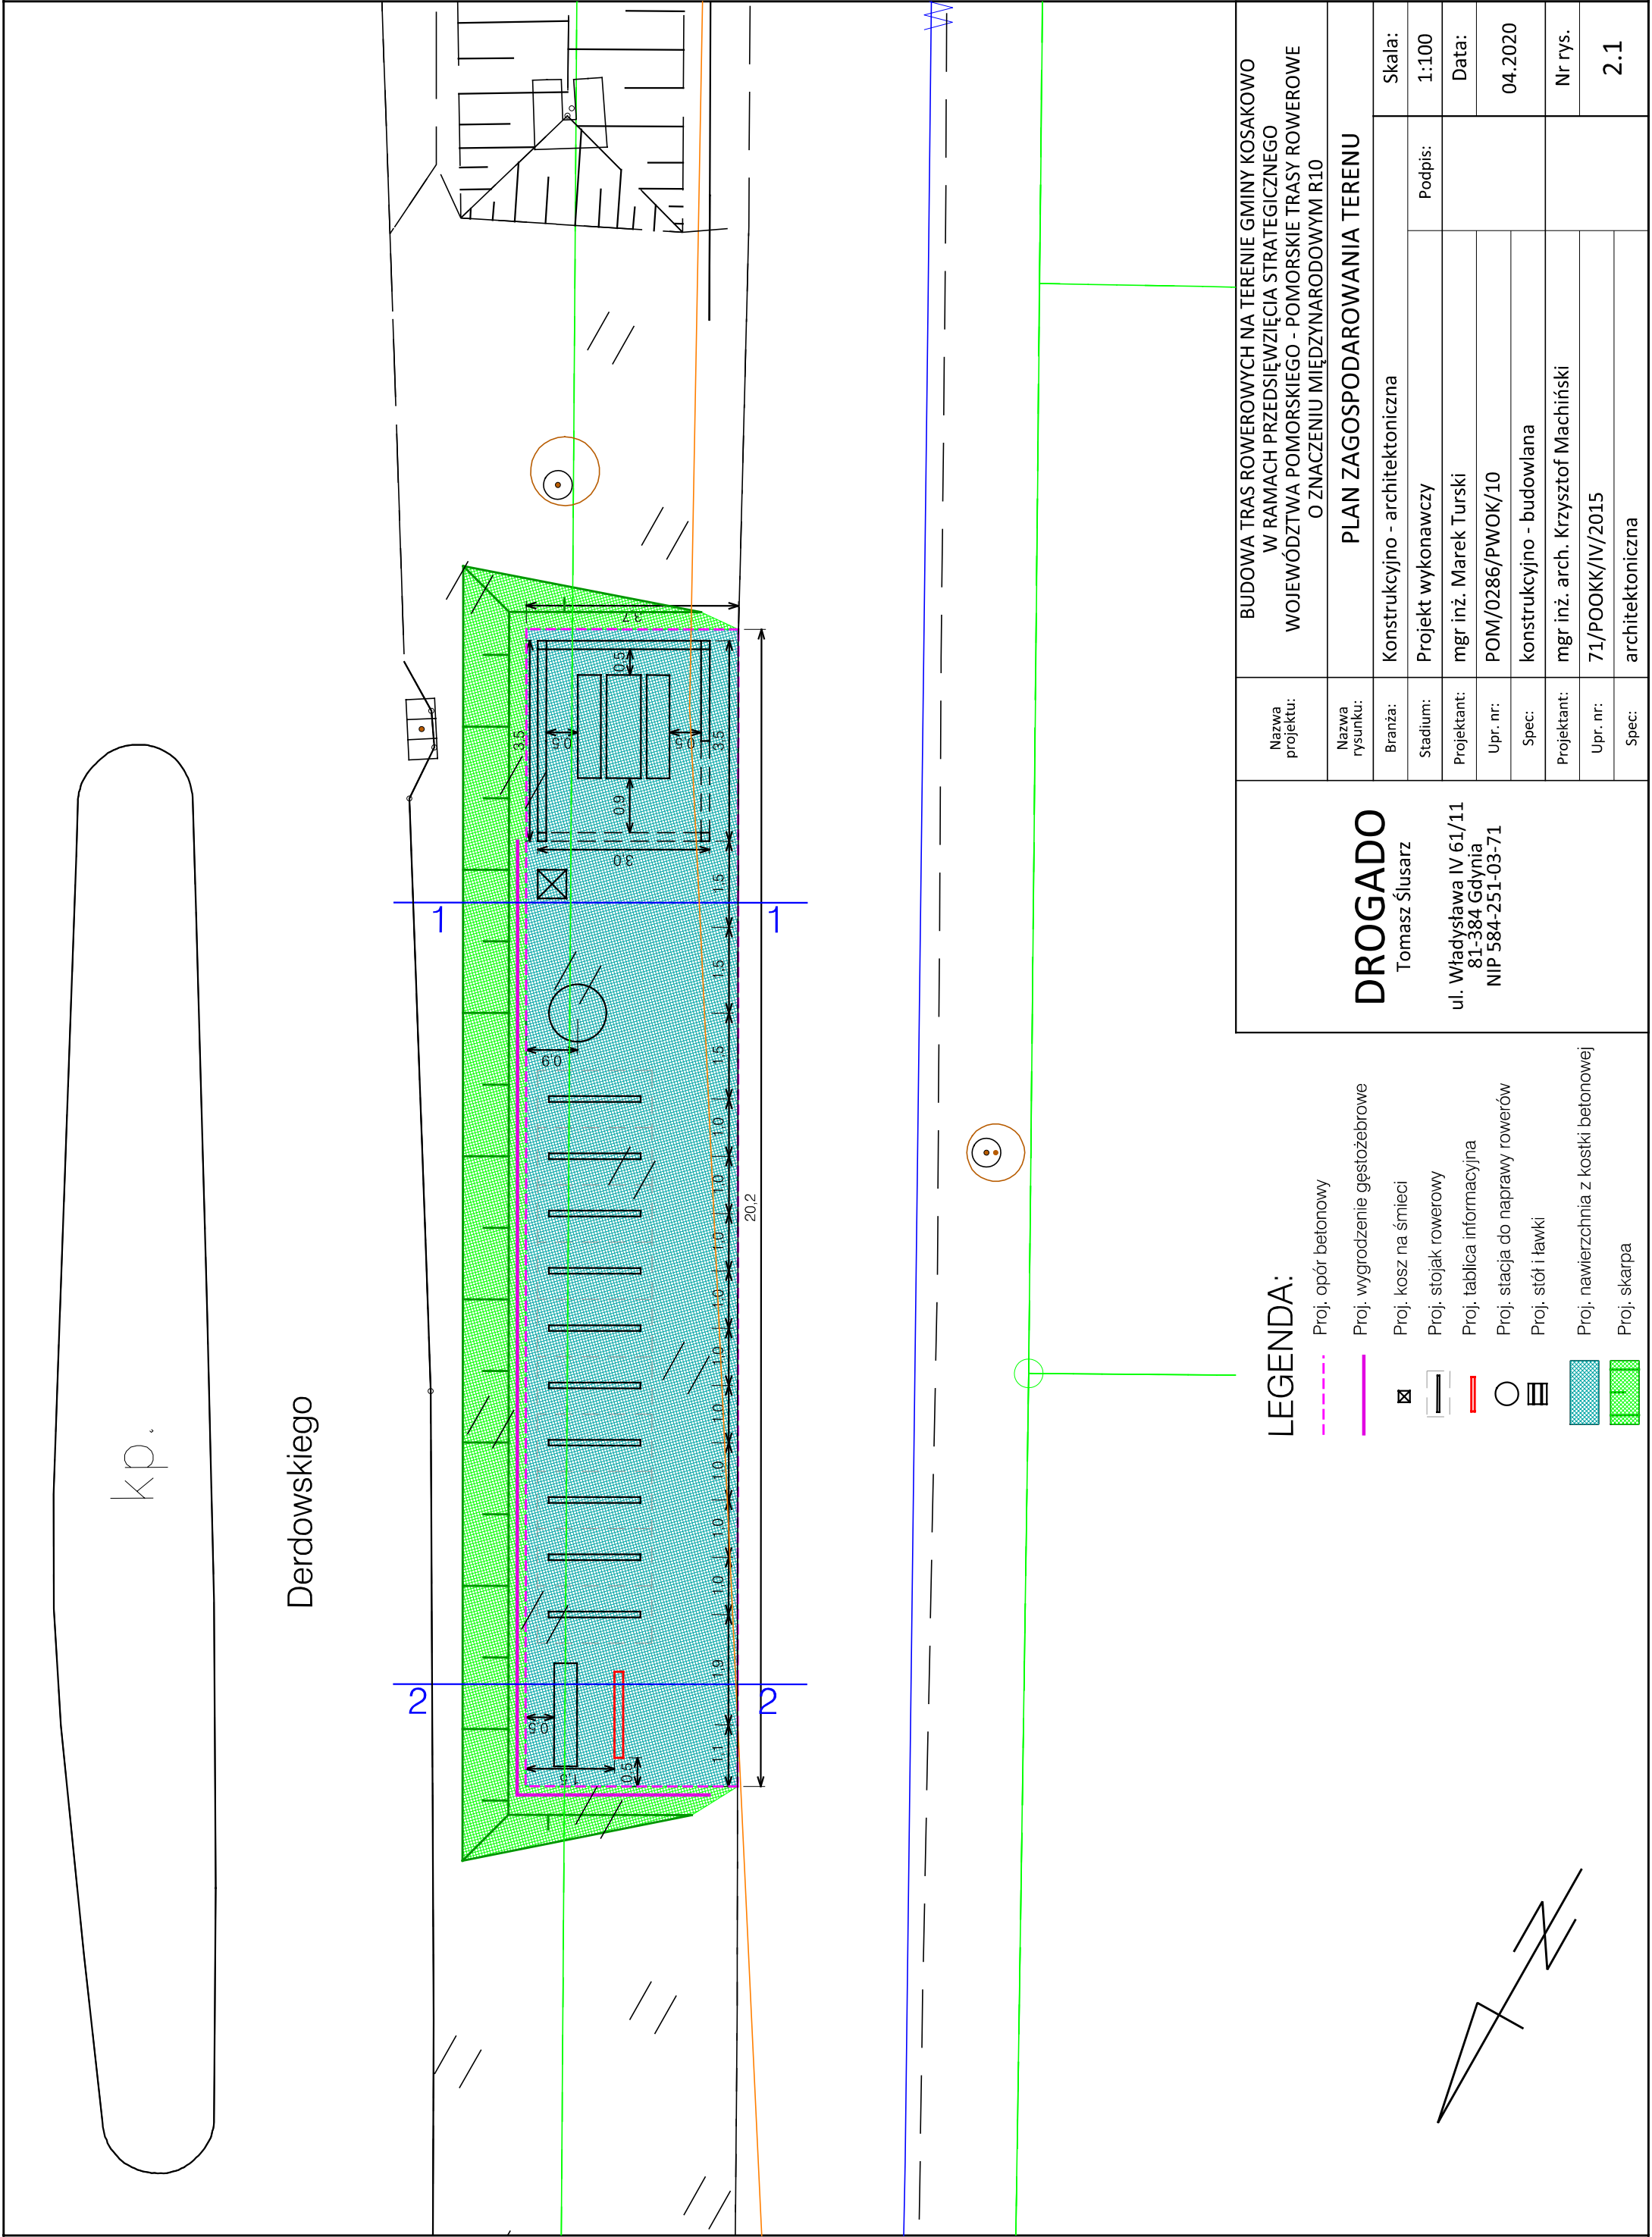 kp.
Derdowskiego
1
1
2
2
3,7
3,5
0,5
0,5
0,5
0,9
3,5
3,0
1,5
1,5
1,5
0,9
1,0
1,0
1,0
1,0
1,0
1,0
1,0
1,0
1,0
1,9
1,1
0,5
1,5
0,5
20,2
LEGENDA:
Proj. opór betonowy
Proj. wygrodzenie gęstożebrowe
Proj. kosz na śmieci
Proj. stojak rowerowy
Proj. tablica informacyjna
Proj. stacja do naprawy rowerów
Proj. stół i ławki
Proj. nawierzchnia z kostki betonowej
Proj. skarpa
DROGADO
Tomasz Ślusarz
ul. Władysława IV 61/11
81-384 Gdynia
NIP 584-251-03-71
Nazwa
projektu:
BUDOWA TRAS ROWEROWYCH NA TERENIE GMINY KOSAKOWO
W RAMACH PRZEDSIĘWZIĘCIA STRATEGICZNEGO
WOJEWÓDZTWA POMORSKIEGO - POMORSKIE TRASY ROWEROWE
O ZNACZENIU MIĘDZYNARODOWYM R10
Nazwa
rysunku:
PLAN ZAGOSPODAROWANIA TERENU
Branża:
Konstrukcyjno - architektoniczna
Skala:
Stadium:
Projekt wykonawczy
Podpis:
1:100
Projektant:
mgr inż. Marek Turski
Data:
Upr. nr:
POM/0286/PWOK/10
04.2020
Spec:
konstrukcyjno - budowlana
Projektant:
mgr inż. arch. Krzysztof Machiński
Nr rys.
Upr. nr:
71/POOKK/IV/2015
2.1
Spec:
architektoniczna